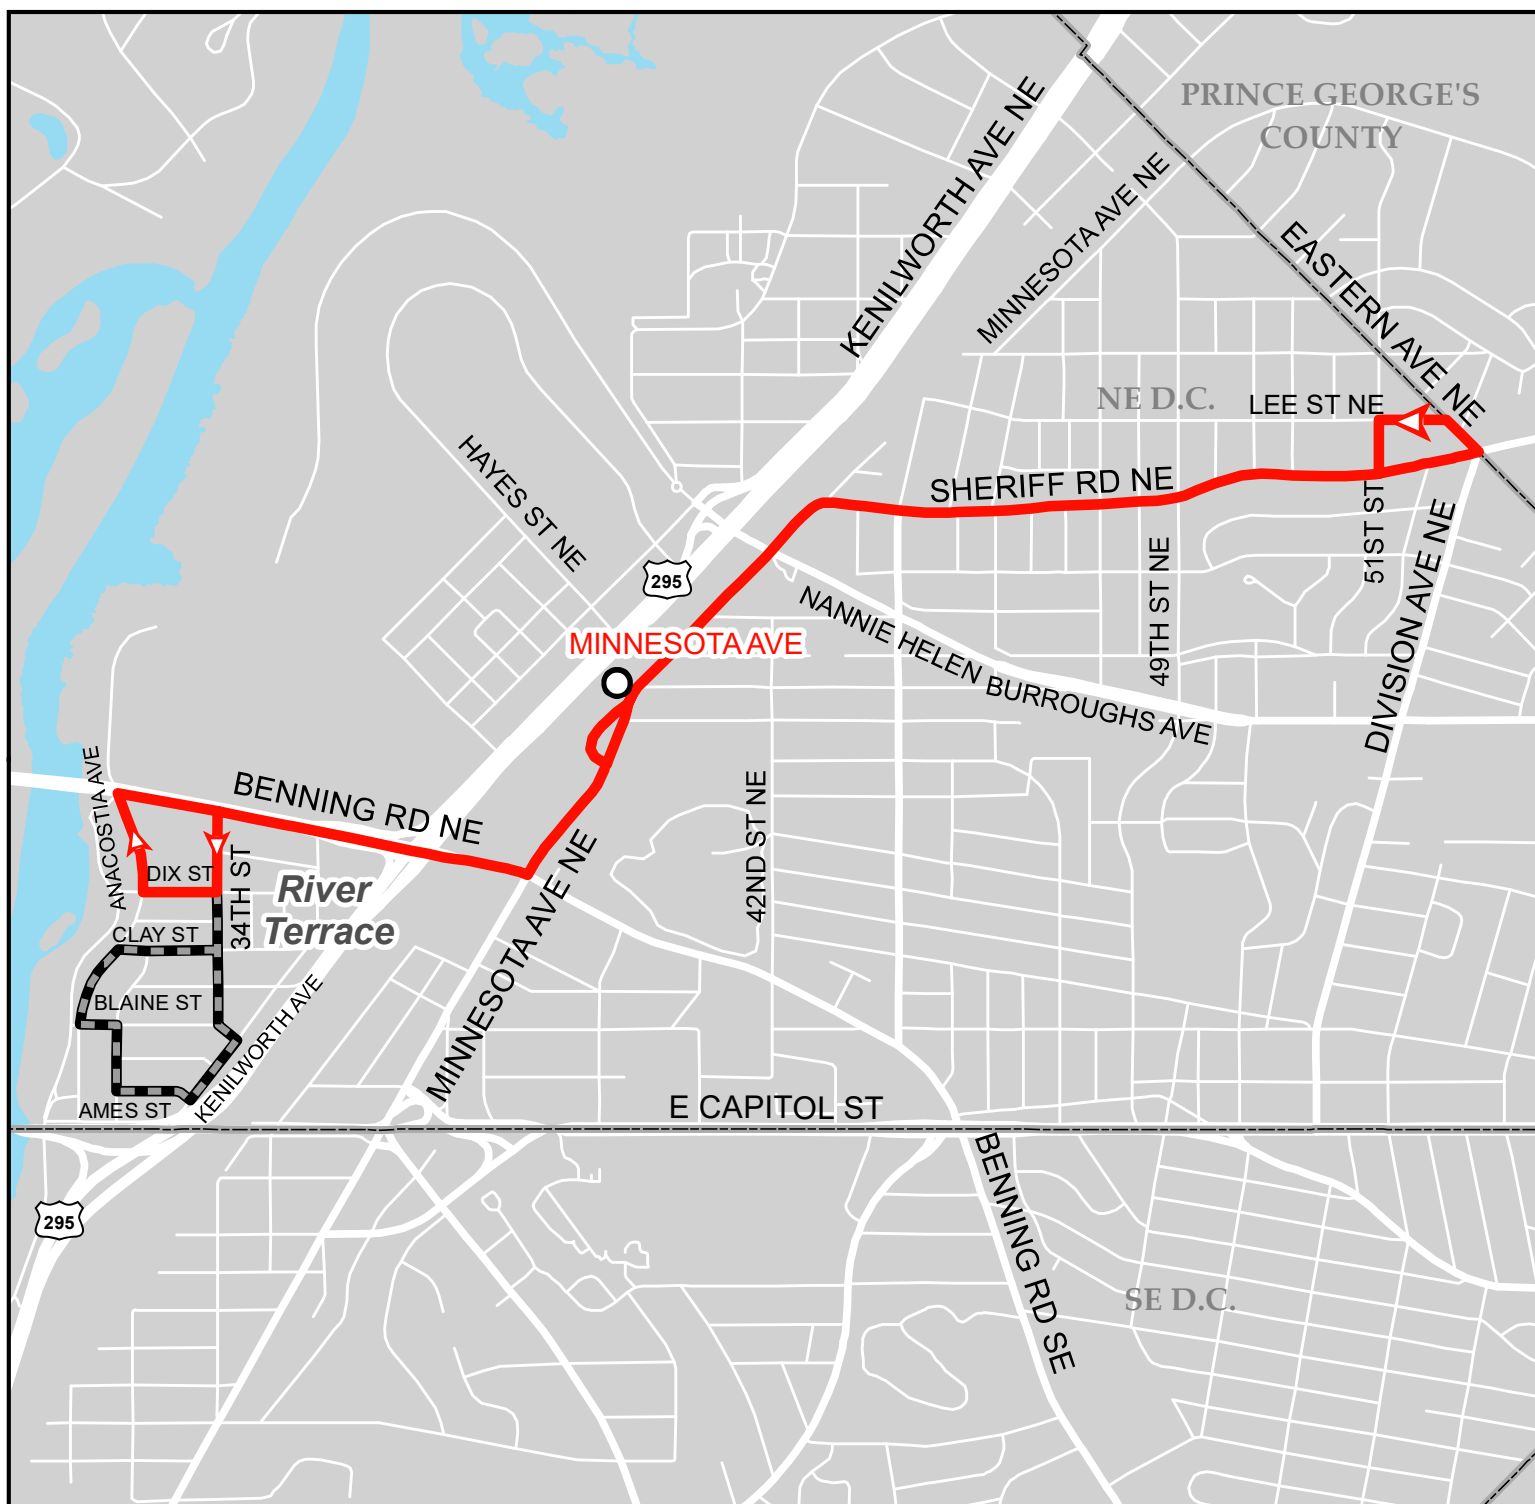 PRINCE GEORGE'S
COUNTY
KENILWORTH AVE NE
MINNESOTA AVE NE
EASTERN AVE NE
NE D.C.
LEE ST NE
HAYES ST NE
SHERIFF RD NE
51ST ST
295
49TH ST NE
DIVISION AVE NE
NANNIE HELEN BURROUGHS AVE
MINNESOTA AVE
ANACOSTIA AVE
BENNING RD NE
42ND ST NE
DIX ST
34TH ST
River
Terrace
MINNESOTA AVE NE
CLAY ST
BLAINE ST
KENILWORTH AVE
AMES ST
E CAPITOL ST
295
BENNING RD SE
SE D.C.